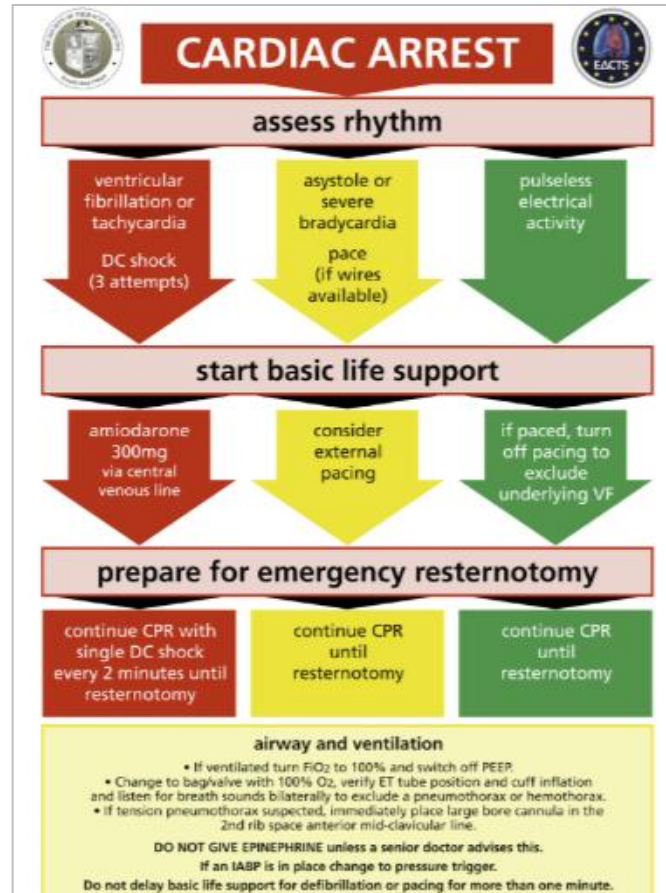 CARDIAC ARREST
EACTS
assess rhythm
ventricular
fibrillation or
tachycardia
DC shock
(3 attempts)
asystole or
severe
bradycardia
pace
(if wires
available)
pulseless
electrical
activity
start basic life support
amiodarone
300mg
via central
venous line
consider
external
pacing
if paced, turn
off pacing to
exclude
underlying VF
prepare for emergency resternotomy
continue CPR with
single DC shock
every 2 minutes until
resternotomy
continue CPR
until
resternotomy
continue CPR
until
resternotomy
airway and ventilation
• If ventilated turn FiO2 to 100% and switch off PEEP.
• Change to bag/valve with 100% O2, verify ET tube position and cuff inflation
and listen for breath sounds bilaterally to exclude a pneumothorax or hemothorax.
• If tension pneumothorax suspected, immediately place large bore cannula in the
2nd rib space anterior mid-clavicular line.
DO NOT GIVE EPINEPHRINE unless a senior doctor advises this.
If an IABP is in place change to pressure trigger.
Do not delay basic life support for defibrillation or pacing for more than one minute.